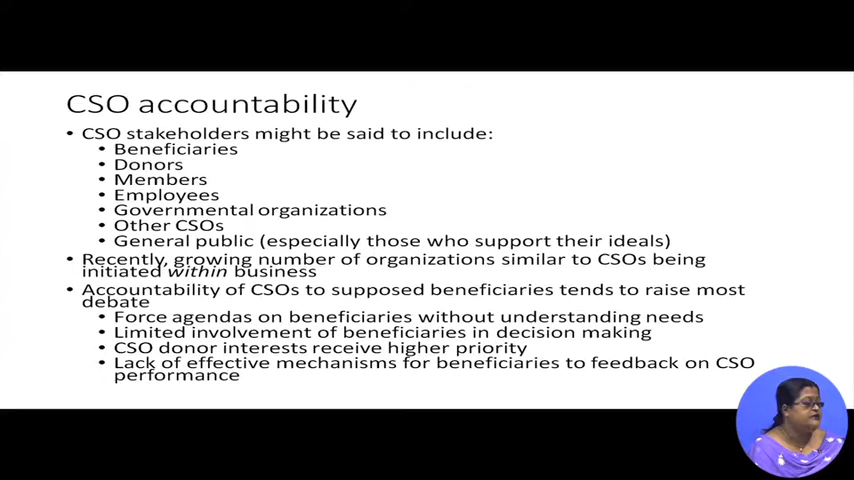 CSO accountability
• CSO stakeholders might be said to include:
• Beneficiaries
• Donors
• Members
• Employees
• Governmental organizations
• Other CSOs
• General public (especially those who support their ideals)
• Recently, growing number of organizations similar to CSOs being
initiated within business
• Accountability of CSOs to supposed beneficiaries tends to raise most
debate
• Force agendas on beneficiaries without understanding needs
• Limited involvement of beneficiaries in decision making
• CSO donor interests receive higher priority
• Lack of effective mechanisms for beneficiaries to feedback on CSO
performance